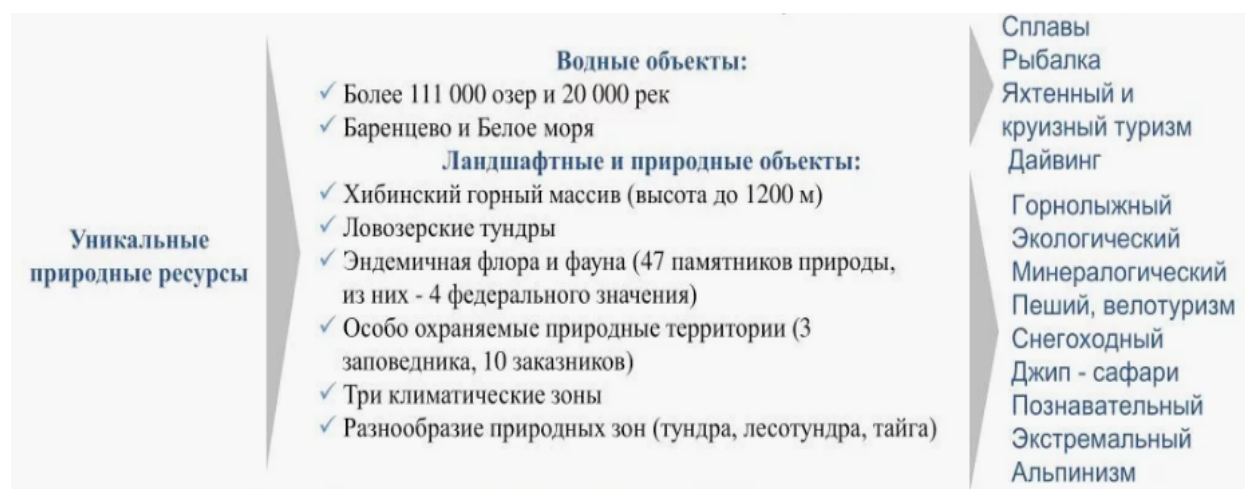 Уникальные
природные ресурсы
Водные объекты:
✓ Более 111 000 озер и 20 000 рек
✓ Баренцево и Белое моря
Ландшафтные и природные объекты:
✓ Хибинский горный массив (высота до 1200 м)
✓ Ловозерские тундры
✓ Эндемичная флора и фауна (47 памятников природы,
из них - 4 федерального значения)
✓ Особо охраняемые природные территории (3
заповедника, 10 заказников)
✓ Три климатические зоны
✓ Разнообразие природных зон (тундра, лесотундра, тайга)
Сплавы
Рыбалка
Яхтенный и
круизный туризм
Дайвинг
Горнолыжный
Экологический
Минералогический
Пеший, велотуризм
Снегоходный
Джип - сафари
Познавательный
Экстремальный
Альпинизм